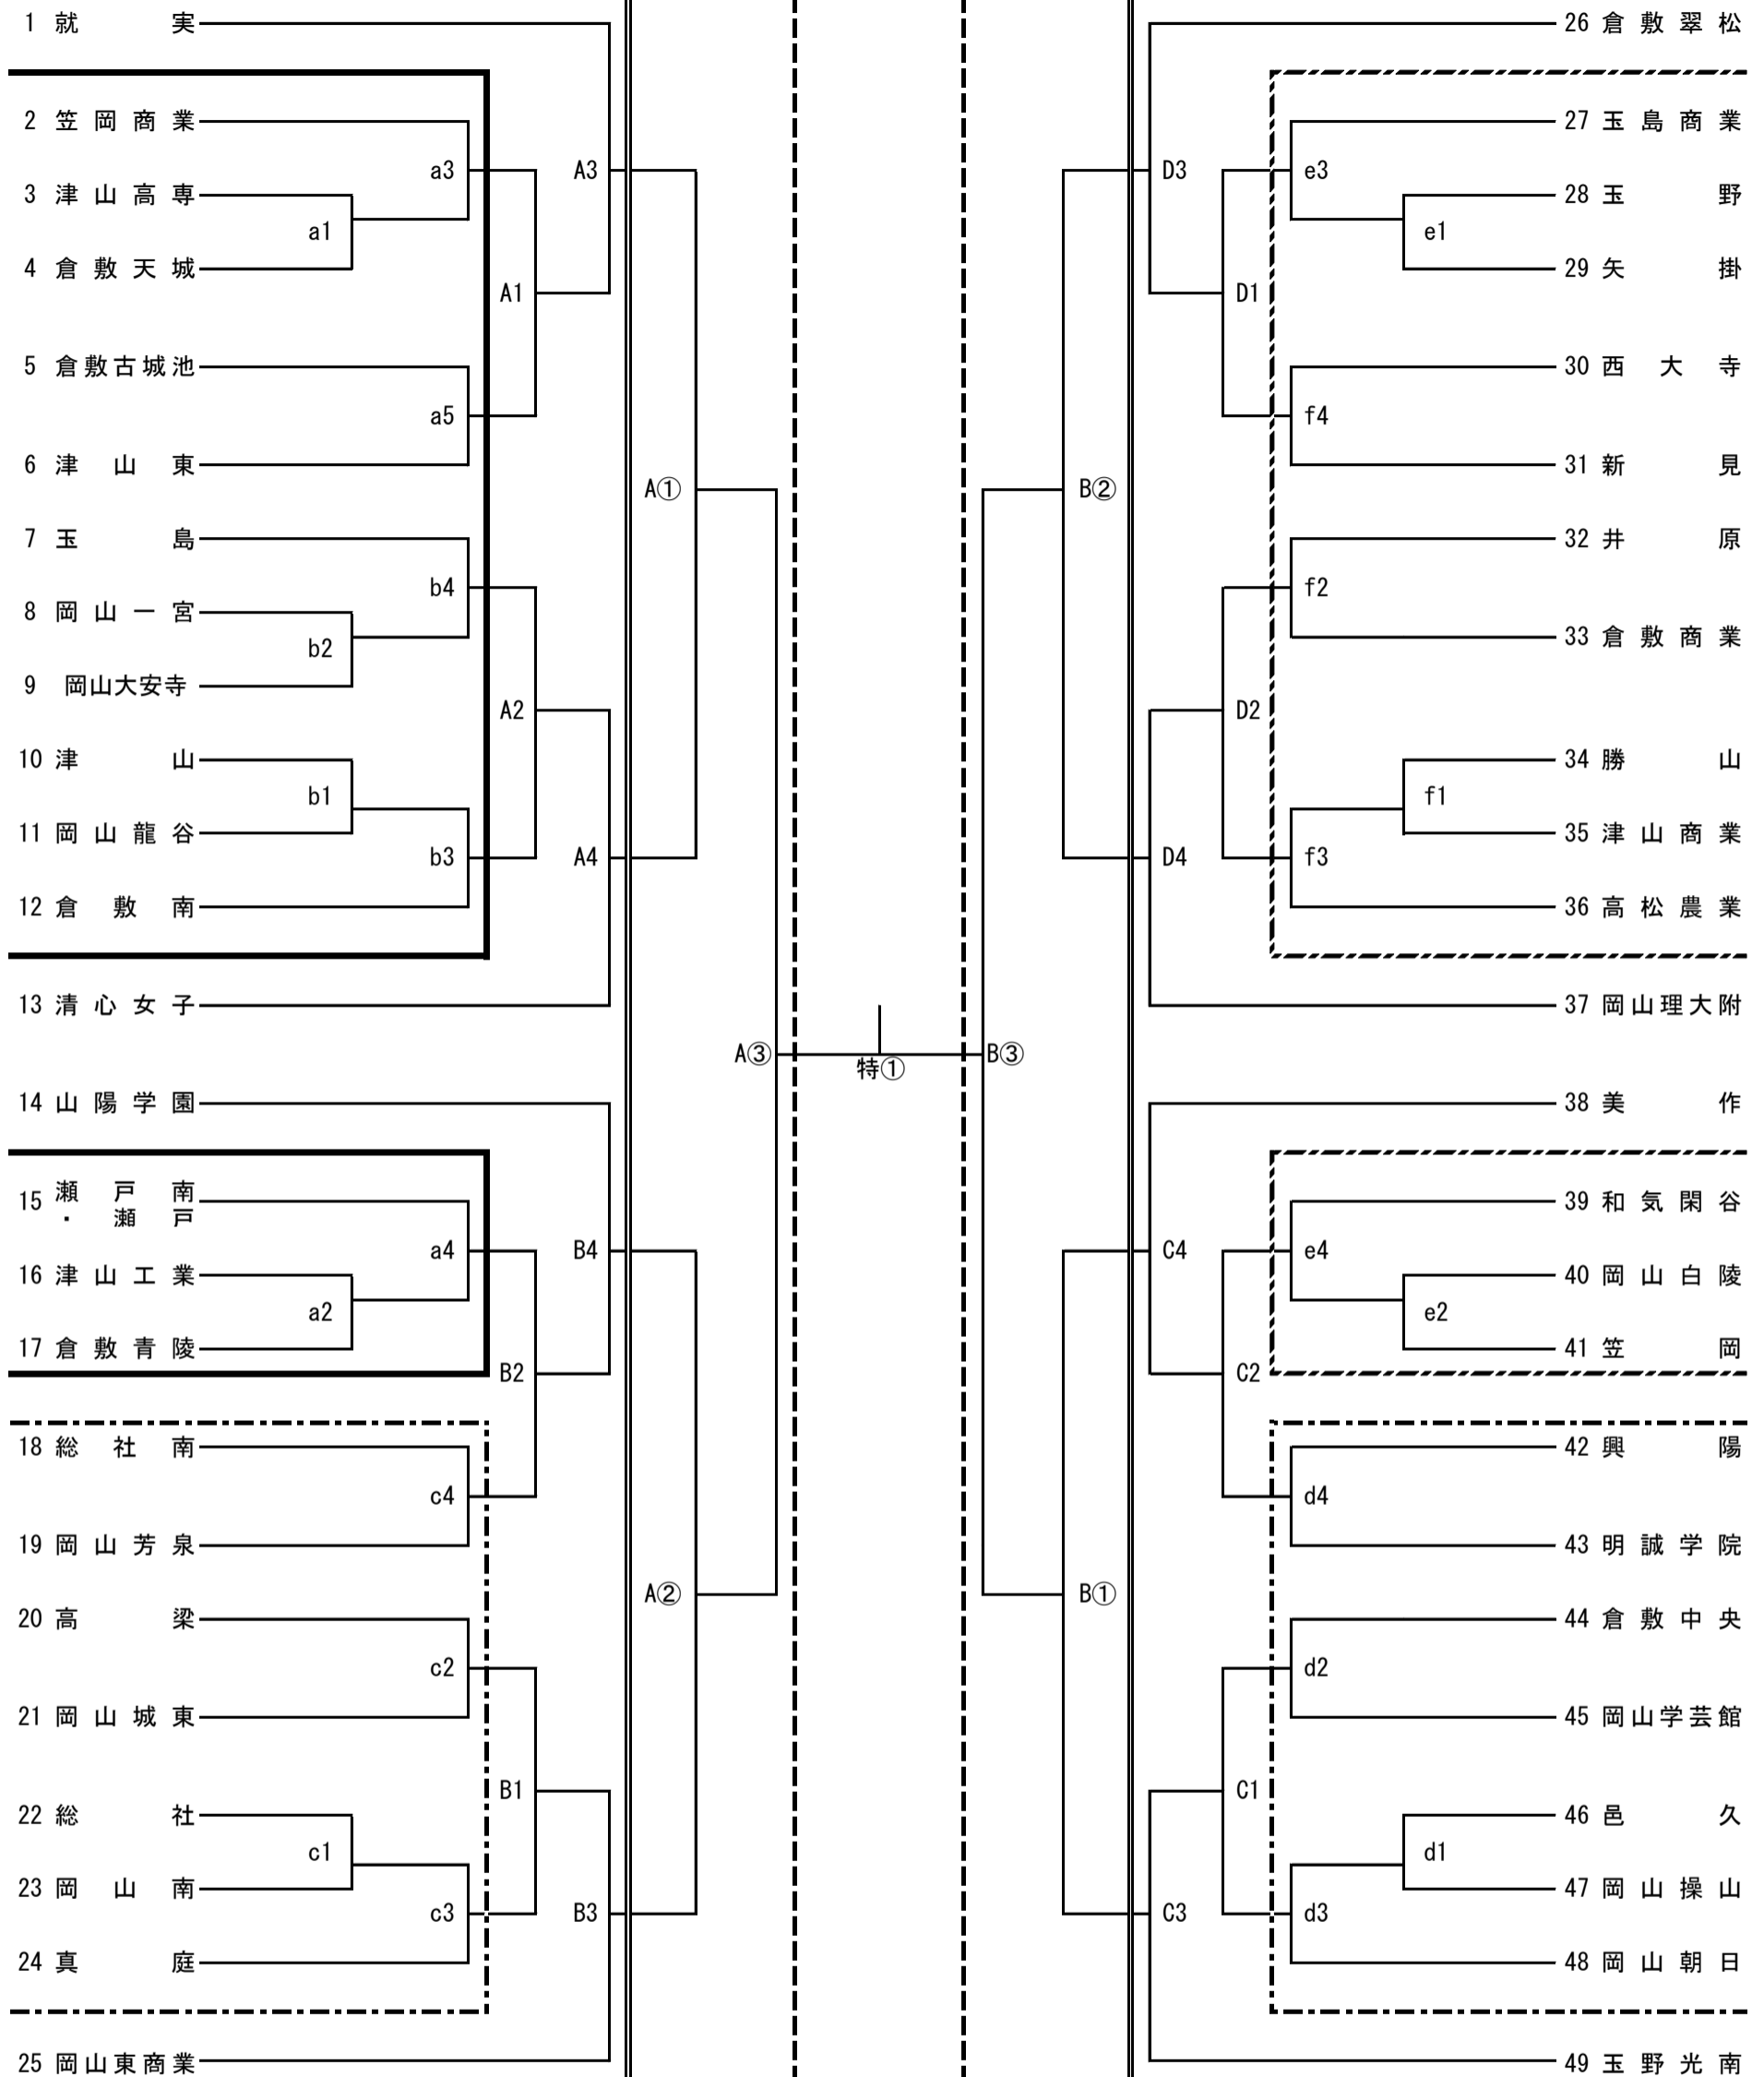 1 就実
2 笠岡商業
a3
3 津山高専
a1
4 倉敷天城
A1
A3
5 倉敷古城池
a5
6 津山東
A①
7 玉島
b4
8 岡山一宮
b2
9 岡山大安寺
A2
10 津山
b1
11 岡山龍谷
b3
A4
12 倉敷南
13 清心女子
A③
特①
B③
14 山陽学園
15 瀬戸南
・瀬戸
a4
B4
16 津山工業
a2
17 倉敷青陵
B2
18 総社南
c4
19 岡山芳泉
A②
20 高梁
c2
21 岡山城東
B1
22 総社
c1
23 岡山南
c3
B3
24 真庭
25 岡山東商業
26 倉敷翠松
27 玉島商業
D3
e3
28 玉野
e1
29 矢掛
D1
30 西大寺
f4
31 新見
B②
32 井原
f2
33 倉敷商業
D2
34 勝山
f1
35 津山商業
D4
f3
36 高松農業
37 岡山理大附
38 美作
39 和気閑谷
C4
e4
40 岡山白陵
e2
41 笠岡
C2
42 興陽
d4
43 明誠学院
B①
44 倉敷中央
d2
45 岡山学芸館
C1
46 邑久
d1
47 岡山操山
C3
d3
48 岡山朝日
49 玉野光南